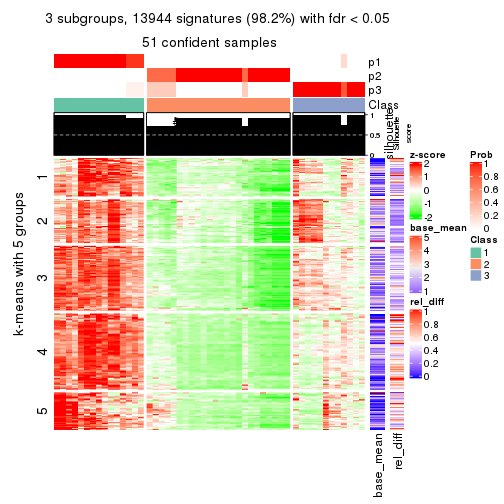 3 subgroups, 13944 signatures (98.2%) with fdr < 0.05
51 confident samples
p1
p2
p3
Class
1
0.5
0
silhouette
Silhouette
score
k-means with 5 groups
1
2
3
4
5
base_mean
rel_diff
z-score
2
1
0
-1
-2
base_mean
5
4
3
2
1
rel_diff
1
0.8
0.6
0.4
0.2
0
Prob
1
0.8
0.6
0.4
0.2
0
Class
1
2
3